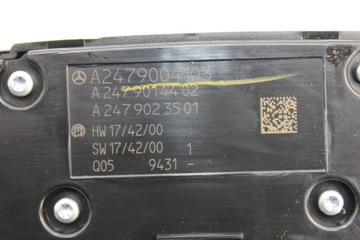 A2479004103
A 247 901 44 02
A 247 902 35 01
HW 17/42/00
SW 17/42/00 1
Q05 9431 -